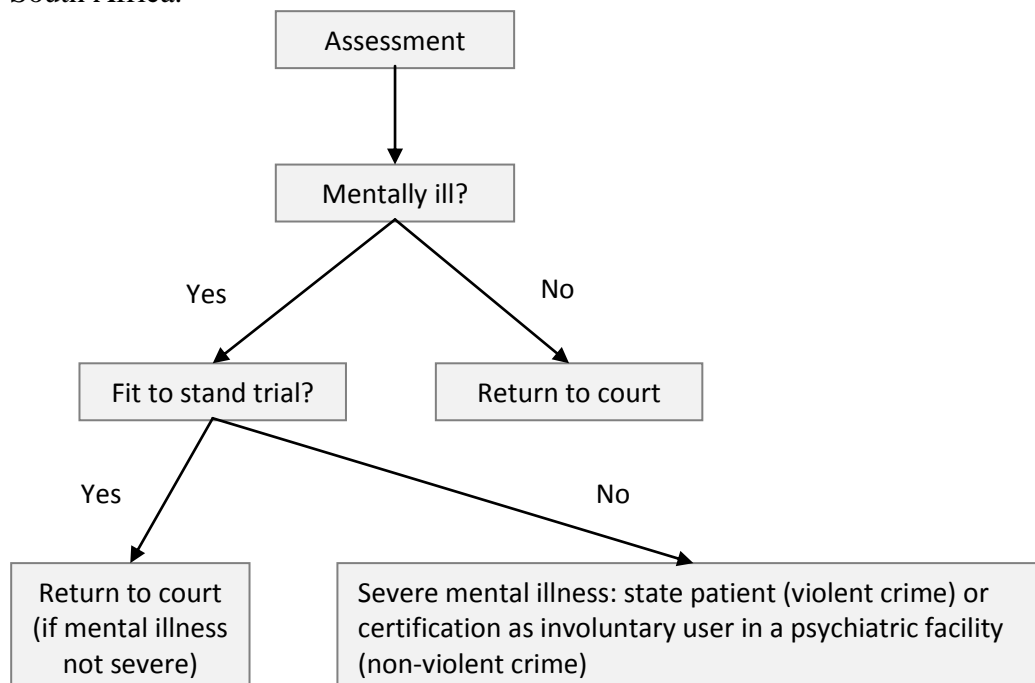 South Africa.
Assessment
Mentally ill?
Yes
No
Fit to stand trial?
Return to court
Yes
No
Return to court
(if mental illness
not severe)
Severe mental illness: state patient (violent crime) or
certification as involuntary user in a psychiatric facility
(non-violent crime)